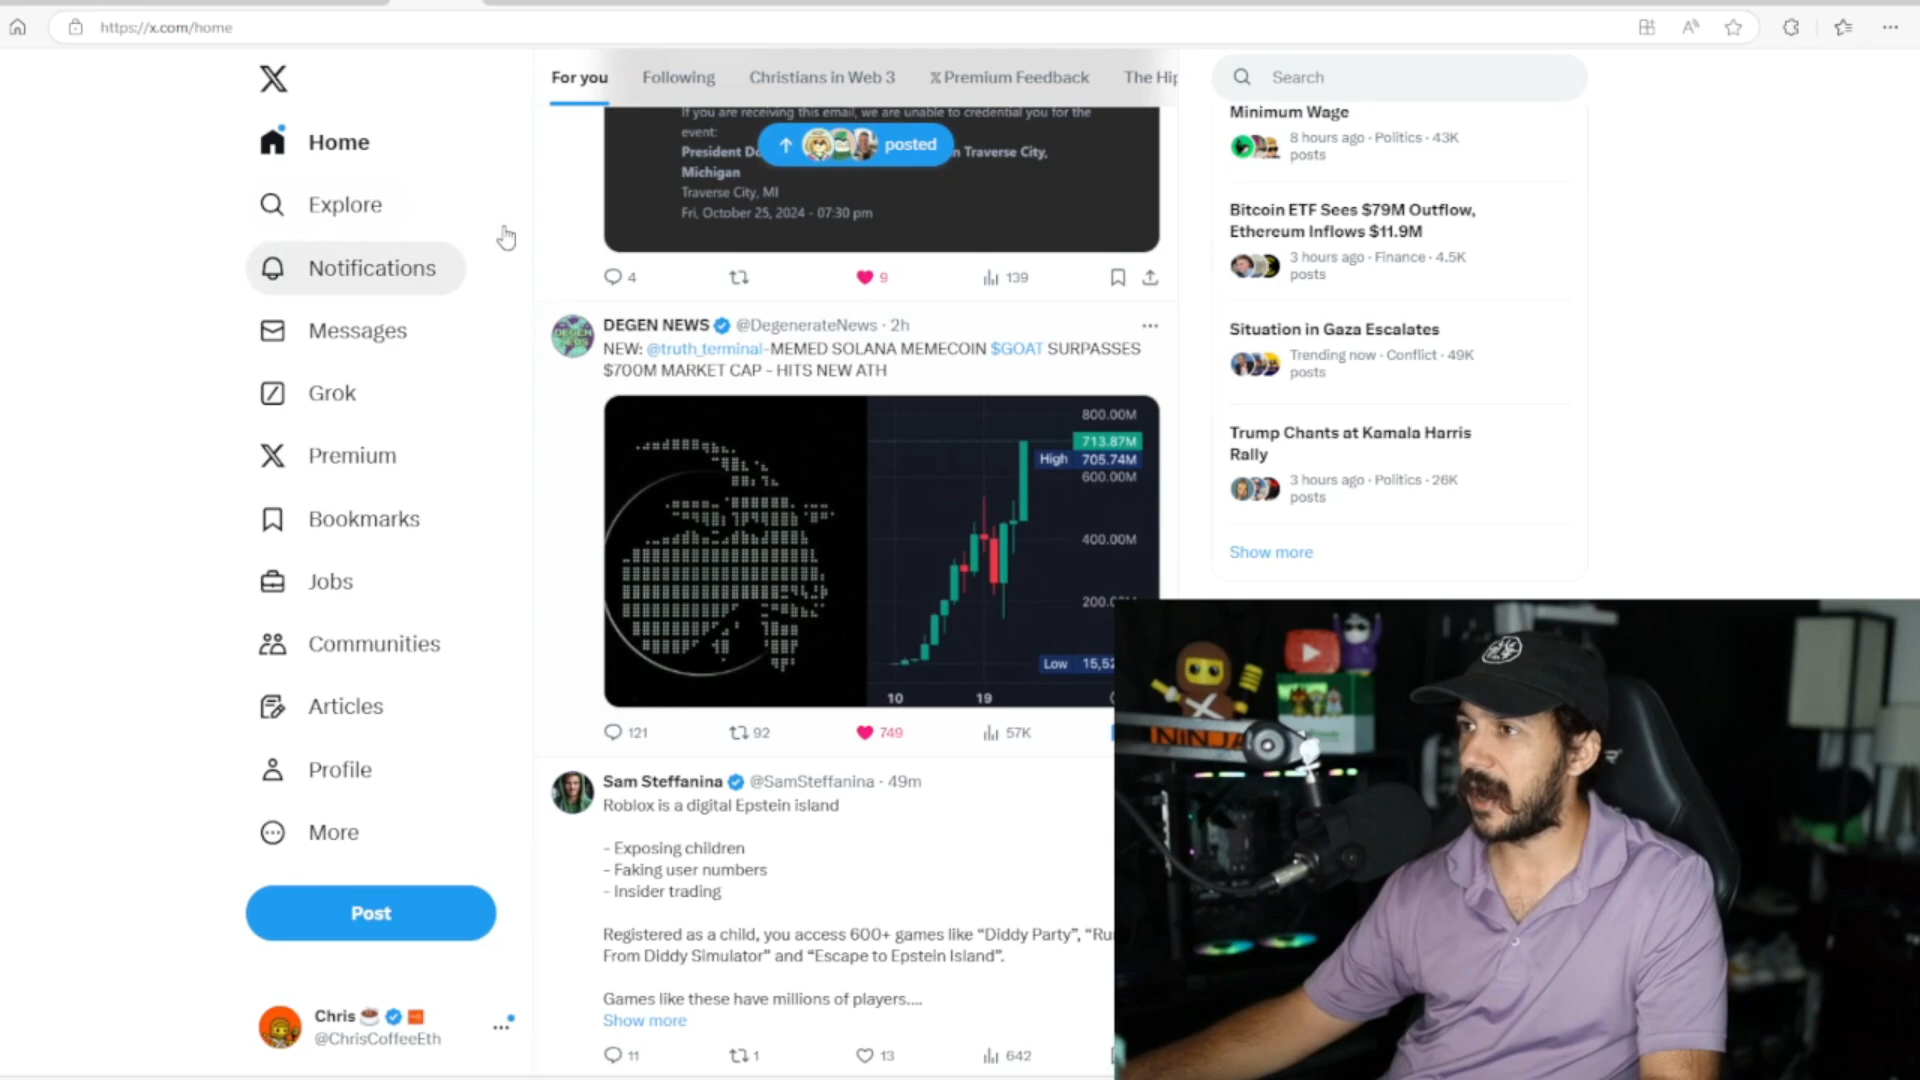 https://x.com/home
Home
Explore
Notifications
Messages
Grok
Premium
Bookmarks
Jobs
Communities
Articles
Profile
More
Post
Chris
@ChrisCoffeeEth
For you
Following
Christians in Web 3
X Premium Feedback
The Hip
If you are receiving this email, we are unable to credential you for the
event:
President Do
n Traverse City,
Michigan
Traverse City, MI
Fri, October 25, 2024 - 07:30 pm
posted
4
9
139
DEGEN NEWS @DegenerateNews · 2h
NEW: @truth_terminal-MEMED SOLANA MEMECOIN $GOAT SURPASSES
$700M MARKET CAP - HITS NEW ATH
800.00M
713.87M
High 705.74M
600.00M
400.00M
200.0
Low 15,52
10
19
121
92
749
57K
Sam Steffanina @SamSteffanina · 49m
Roblox is a digital Epstein island
- Exposing children
- Faking user numbers
- Insider trading
Registered as a child, you access 600+ games like “Diddy Party”, “Ru
From Diddy Simulator” and “Escape to Epstein Island”.
Games like these have millions of players....
Show more
11
1
13
642
Search
Minimum Wage
8 hours ago · Politics · 43K
posts
Bitcoin ETF Sees $79M Outflow,
Ethereum Inflows $11.9M
3 hours ago · Finance · 4.5K
posts
Situation in Gaza Escalates
Trending now · Conflict · 49K
posts
Trump Chants at Kamala Harris
Rally
3 hours ago · Politics · 26K
posts
Show more
NINJA